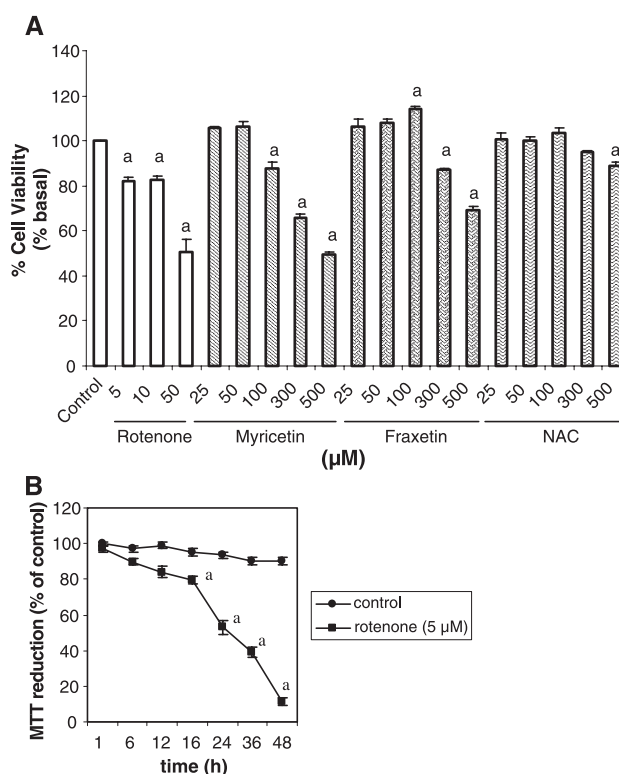 A
% Cell Viability
(% basal)
140
120
100
80
60
40
20
0
a a a a a a a a a a
Control 5 10 50 25 50 100 300 500 25 50 100 300 500 25 50 100 300 500
Rotenone Myricetin Fraxetin NAC
(µM)
B
MTT reduction (% of control)
120
100
80
60
40
20
0
a
a
a
a
1 6 12 16 24 36 48
time (h)
control
rotenone (5 µM)